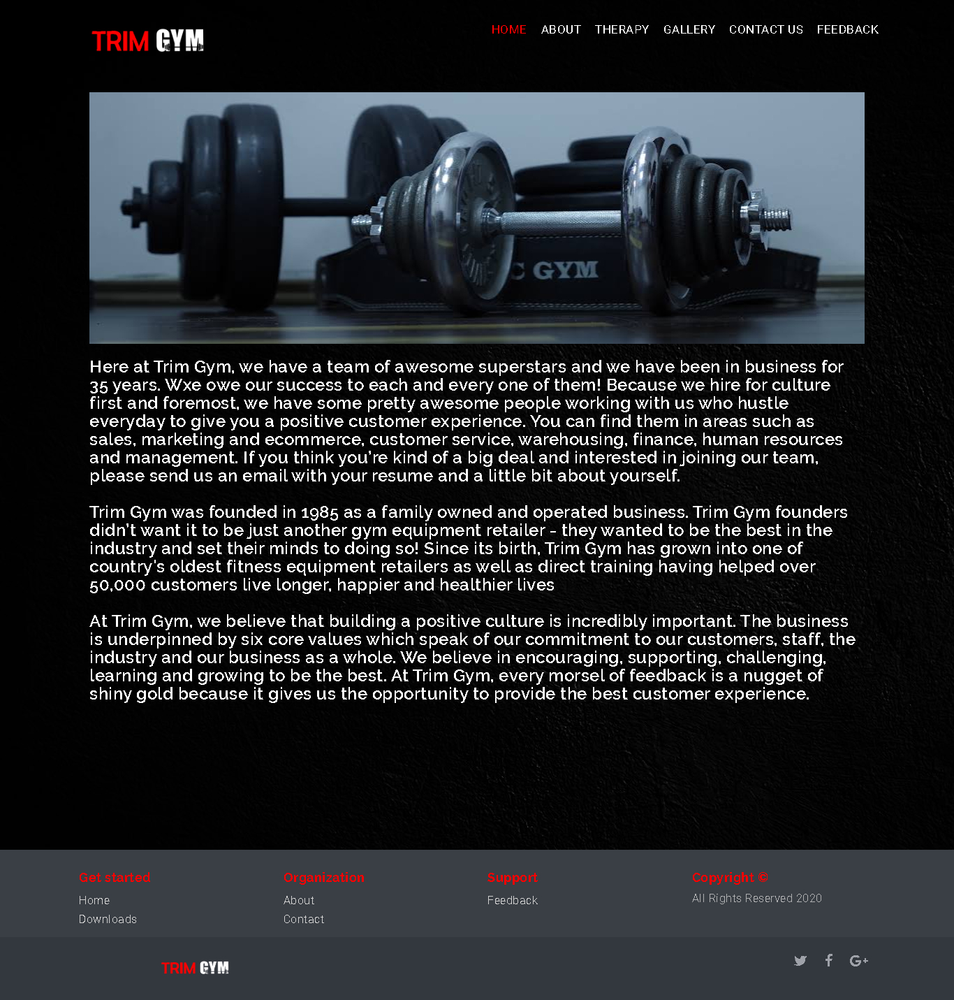 TRIM GYM
HOME ABOUT THERAPY GALLERY CONTACT US FEEDBACK
C GYM
Here at Trim Gym, we have a team of awesome superstars and we have been in business for
35 years. Wxe owe our success to each and every one of them! Because we hire for culture
first and foremost, we have some pretty awesome people working with us who hustle
everyday to give you a positive customer experience. You can find them in areas such as
sales, marketing and ecommerce, customer service, warehousing, finance, human resources
and management. If you think you’re kind of a big deal and interested in joining our team,
please send us an email with your resume and a little bit about yourself.
Trim Gym was founded in 1985 as a family owned and operated business. Trim Gym founders
didn’t want it to be just another gym equipment retailer - they wanted to be the best in the
industry and set their minds to doing so! Since its birth, Trim Gym has grown into one of
country's oldest fitness equipment retailers as well as direct training having helped over
50,000 customers live longer, happier and healthier lives
At Trim Gym, we believe that building a positive culture is incredibly important. The business
is underpinned by six core values which speak of our commitment to our customers, staff, the
industry and our business as a whole. We believe in encouraging, supporting, challenging,
learning and growing to be the best. At Trim Gym, every morsel of feedback is a nugget of
shiny gold because it gives us the opportunity to provide the best customer experience.
Get started
Home
Downloads
Organization
About
Contact
Support
Feedback
Copyright ©
All Rights Reserved 2020
TRIM GYM